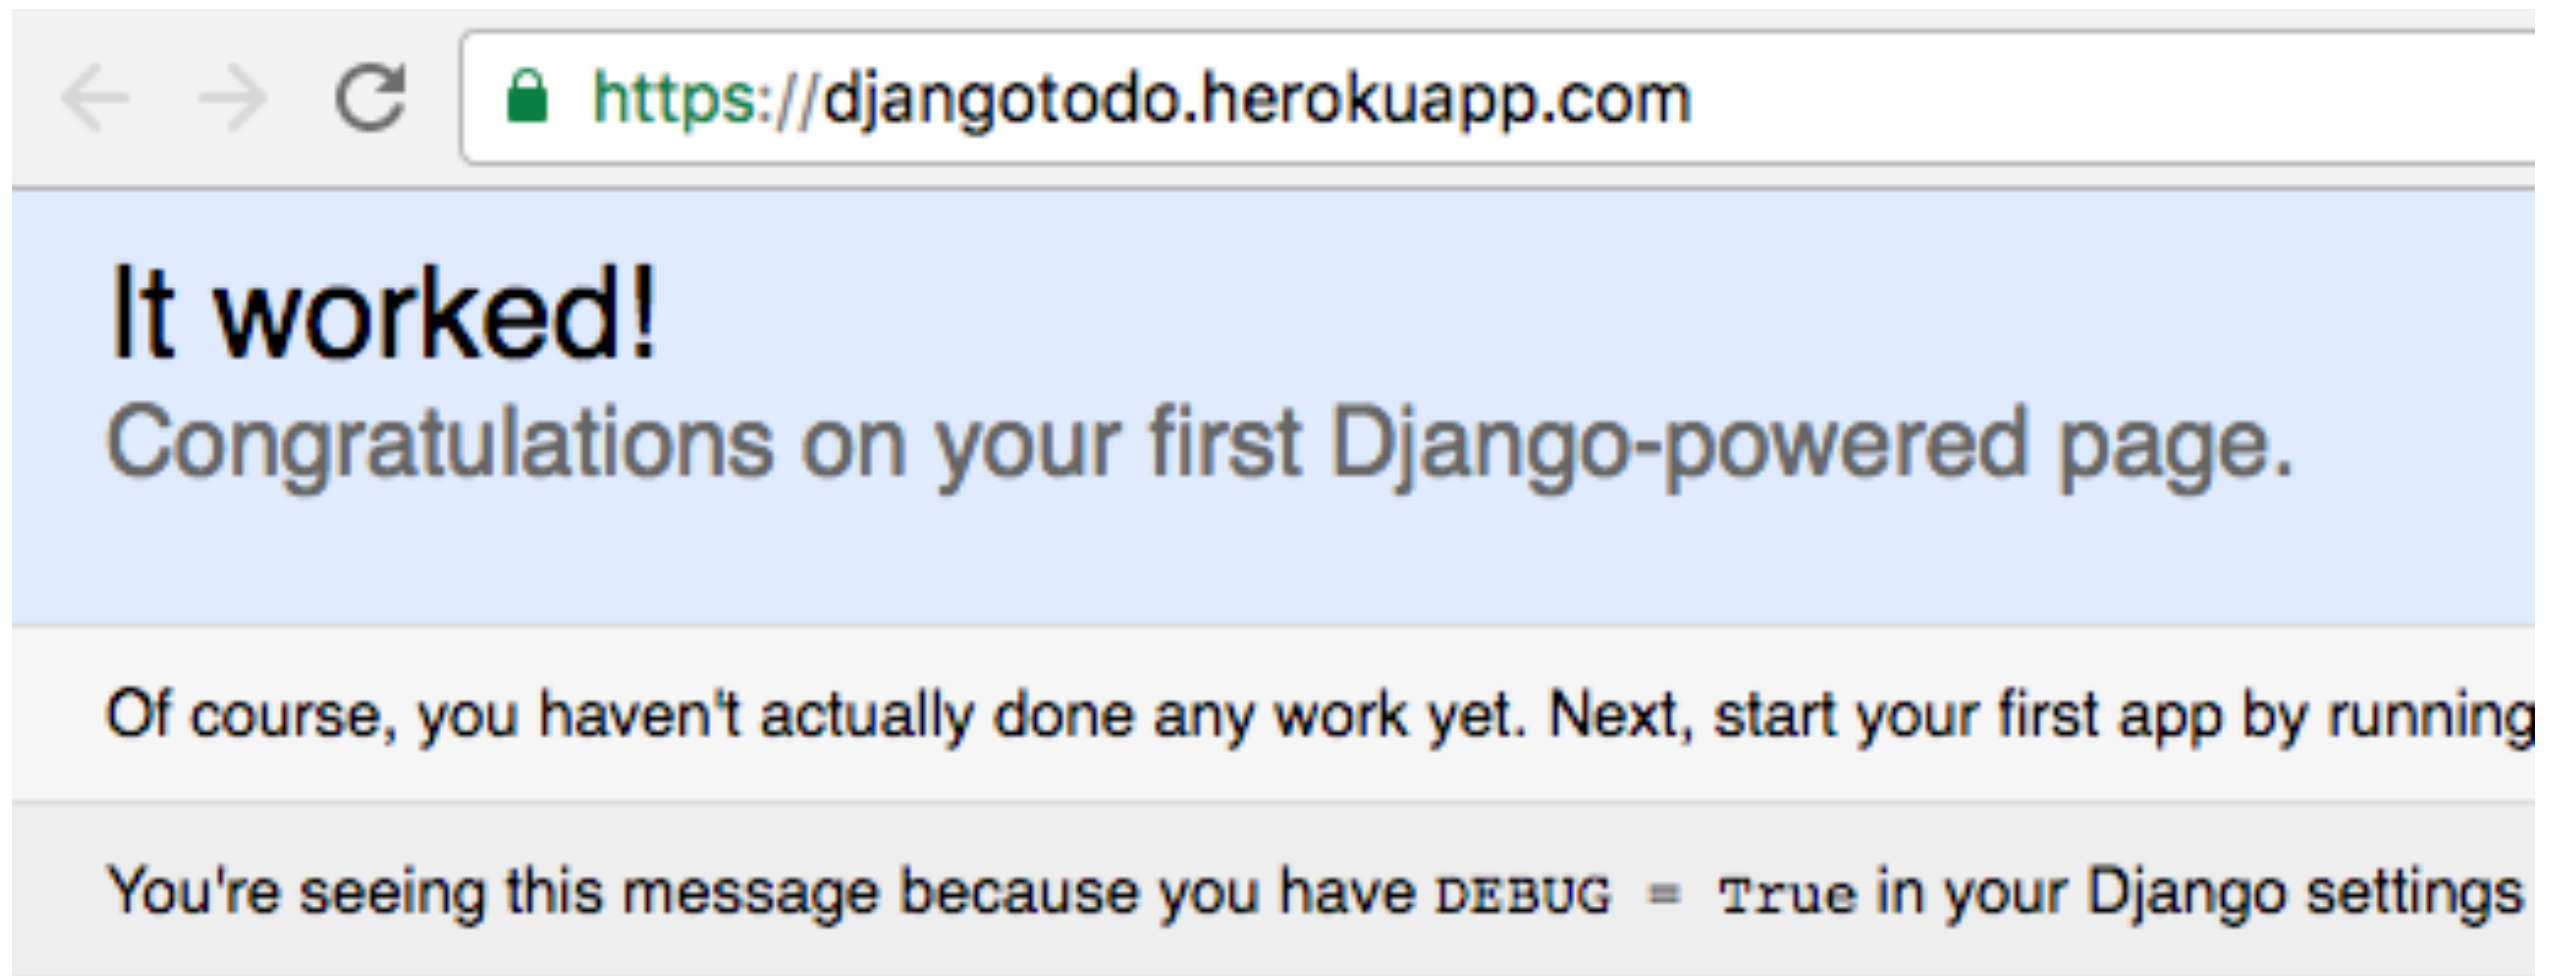 https://djangotodo.herokuapp.com
It worked!
Congratulations on your first Django-powered page.
Of course, you haven't actually done any work yet. Next, start your first app by running
You're seeing this message because you have DEBUG = True in your Django settings